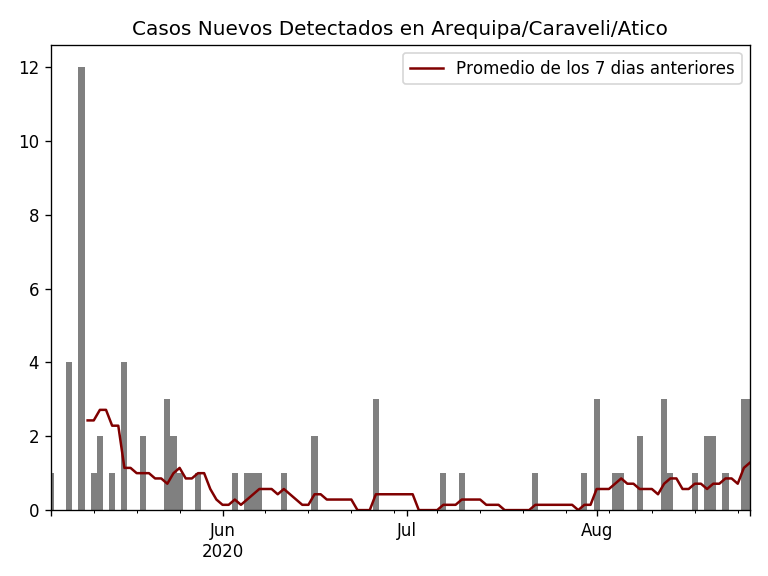 Casos Nuevos Detectados en Arequipa/Caraveli/Atico
Promedio de los 7 dias anteriores
12
10
8
6
4
2
0
Jun
2020
Jul
Aug